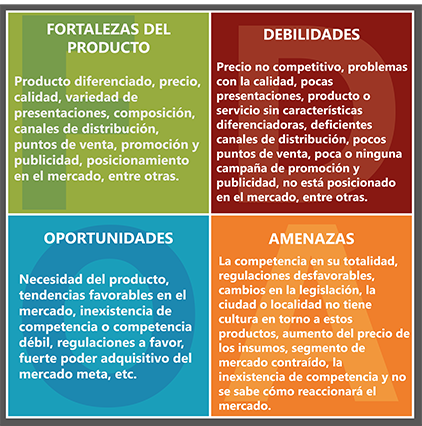 FORTALEZAS DEL
PRODUCTO
Producto diferenciado, precio,
calidad, variedad de
presentaciones, composición,
canales de distribución,
puntos de venta, promoción y
publicidad, posicionamiento
en el mercado, entre otras.
DEBILIDADES
Precio no competitivo, problemas
con la calidad, pocas
presentaciones, producto o
servicio sin características
diferenciadoras, deficientes
canales de distribución, pocos
puntos de venta, poca o ninguna
campaña de promoción y
publicidad, no está posicionado
en el mercado, entre otras.
OPORTUNIDADES
Necesidad del producto,
tendencias favorables en el
mercado, inexistencia de
competencia o competencia
débil, regulaciones a favor,
fuerte poder adquisitivo del
mercado meta, etc.
AMENAZAS
La competencia en su totalidad,
regulaciones desfavorables,
cambios en la legislación, la
ciudad o localidad no tiene
cultura en torno a estos
productos, aumento del precio de
los insumos, segmento de
mercado contraído, la
inexistencia de competencia y no
se sabe cómo reaccionará el
mercado.